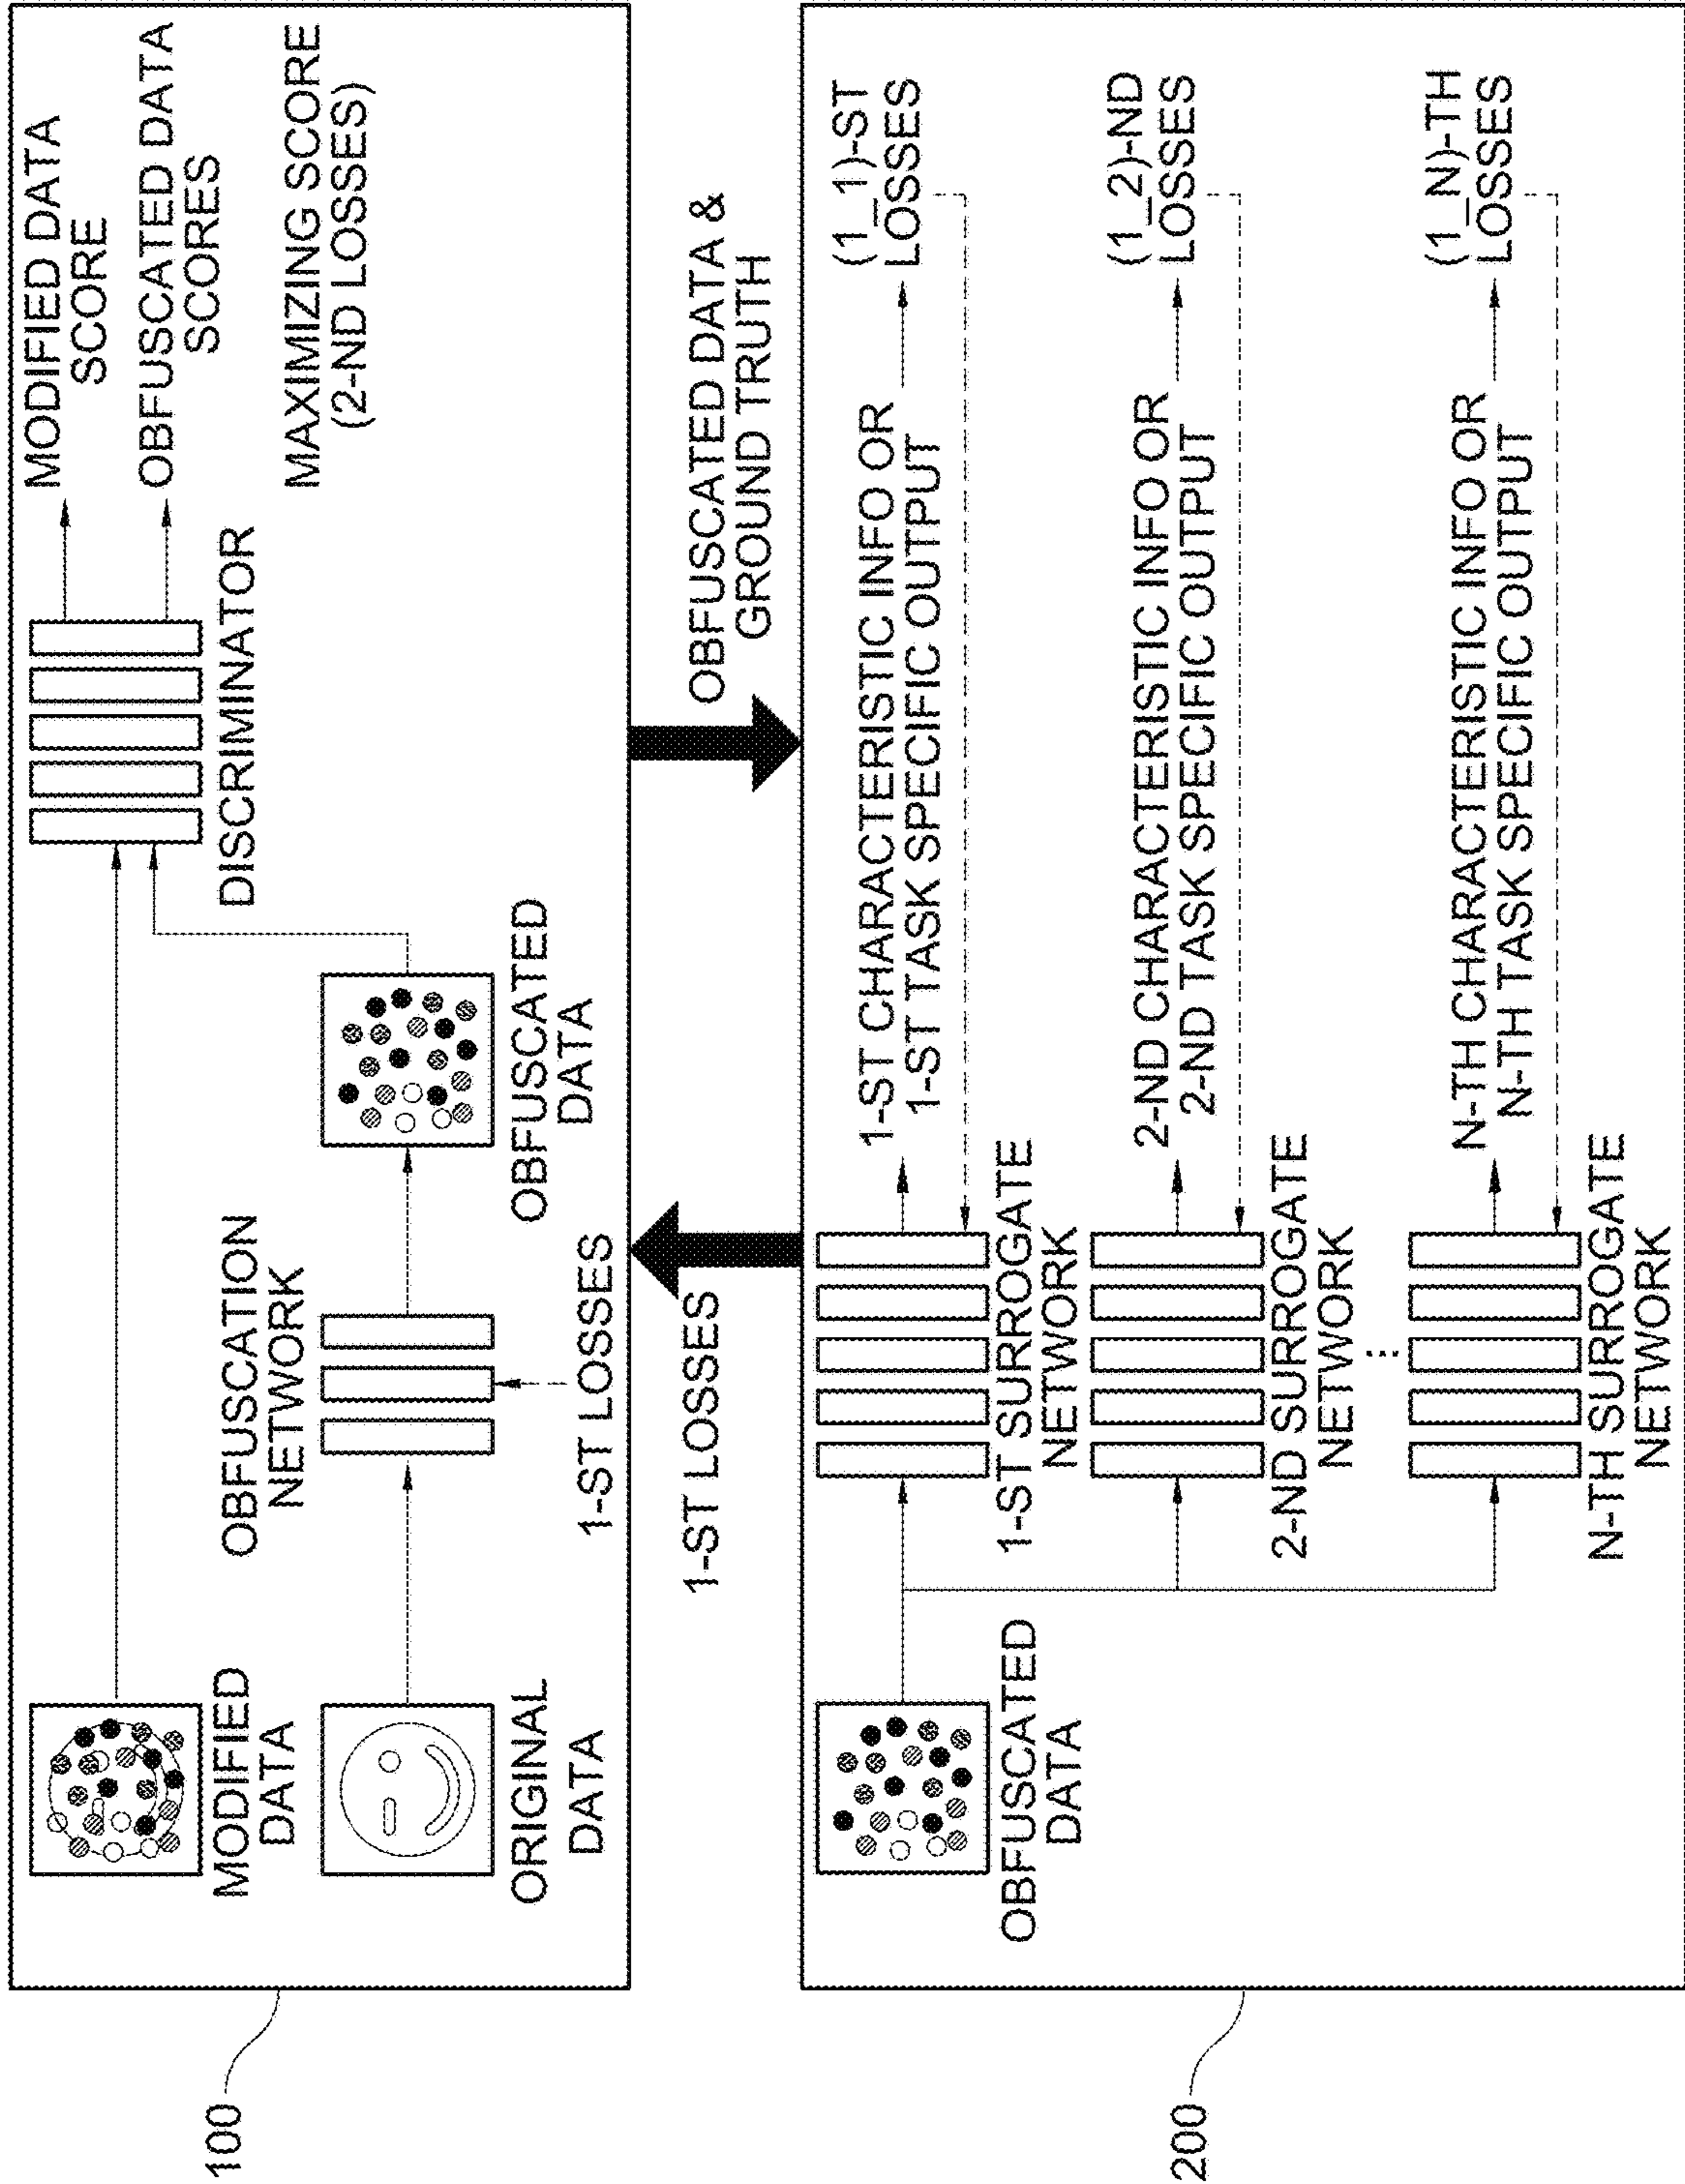 100
MODIFIED
DATA
ORIGINAL
DATA
OBFUSCATION
NETWORK
1-ST LOSSES
OBFUSCATED
DATA
DISCRIMINATOR
MODIFIED DATA
SCORE
OBFUSCATED DATA
SCORES
MAXIMIZING SCORE
(2-ND LOSSES)
1-ST LOSSES
OBFUSCATED DATA &
GROUND TRUTH
200
OBFUSCATED
DATA
1-ST SURROGATE
NETWORK
1-ST CHARACTERISTIC INFO OR
1-ST TASK SPECIFIC OUTPUT
(1_1)-ST
LOSSES
2-ND SURROGATE
NETWORK
2-ND CHARACTERISTIC INFO OR
2-ND TASK SPECIFIC OUTPUT
(1_2)-ND
LOSSES
...
N-TH SURROGATE
NETWORK
N-TH CHARACTERISTIC INFO OR
N-TH TASK SPECIFIC OUTPUT
(1_N)-TH
LOSSES